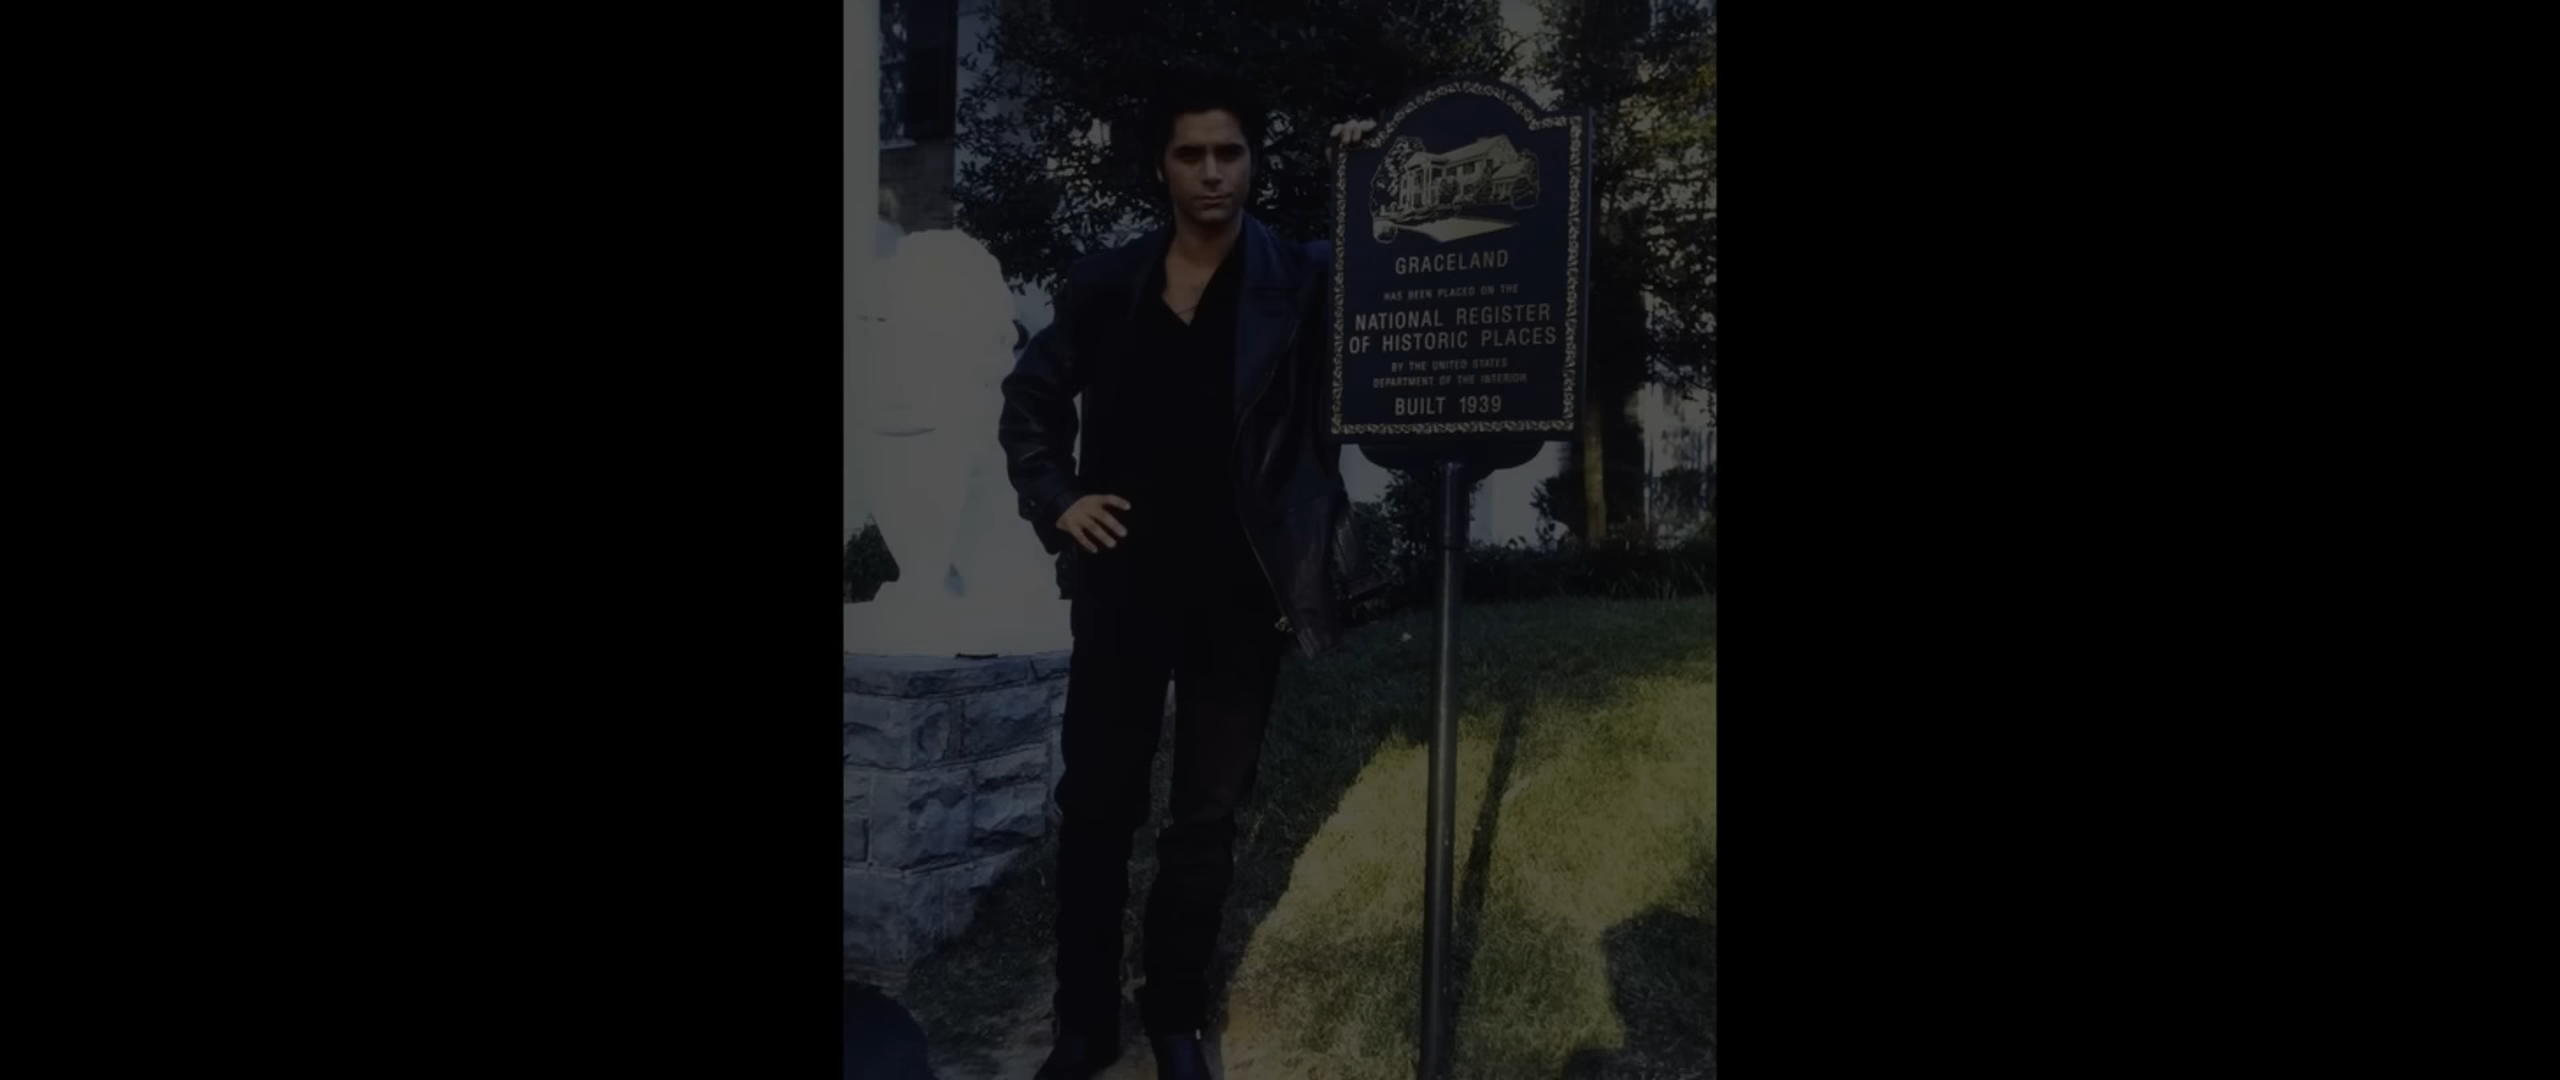 GRACELAND
HAS BEEN PLACED ON THE
NATIONAL REGISTER
OF HISTORIC PLACES
BY THE UNITED STATES
DEPARTMENT OF THE INTERIOR
BUILT 1939